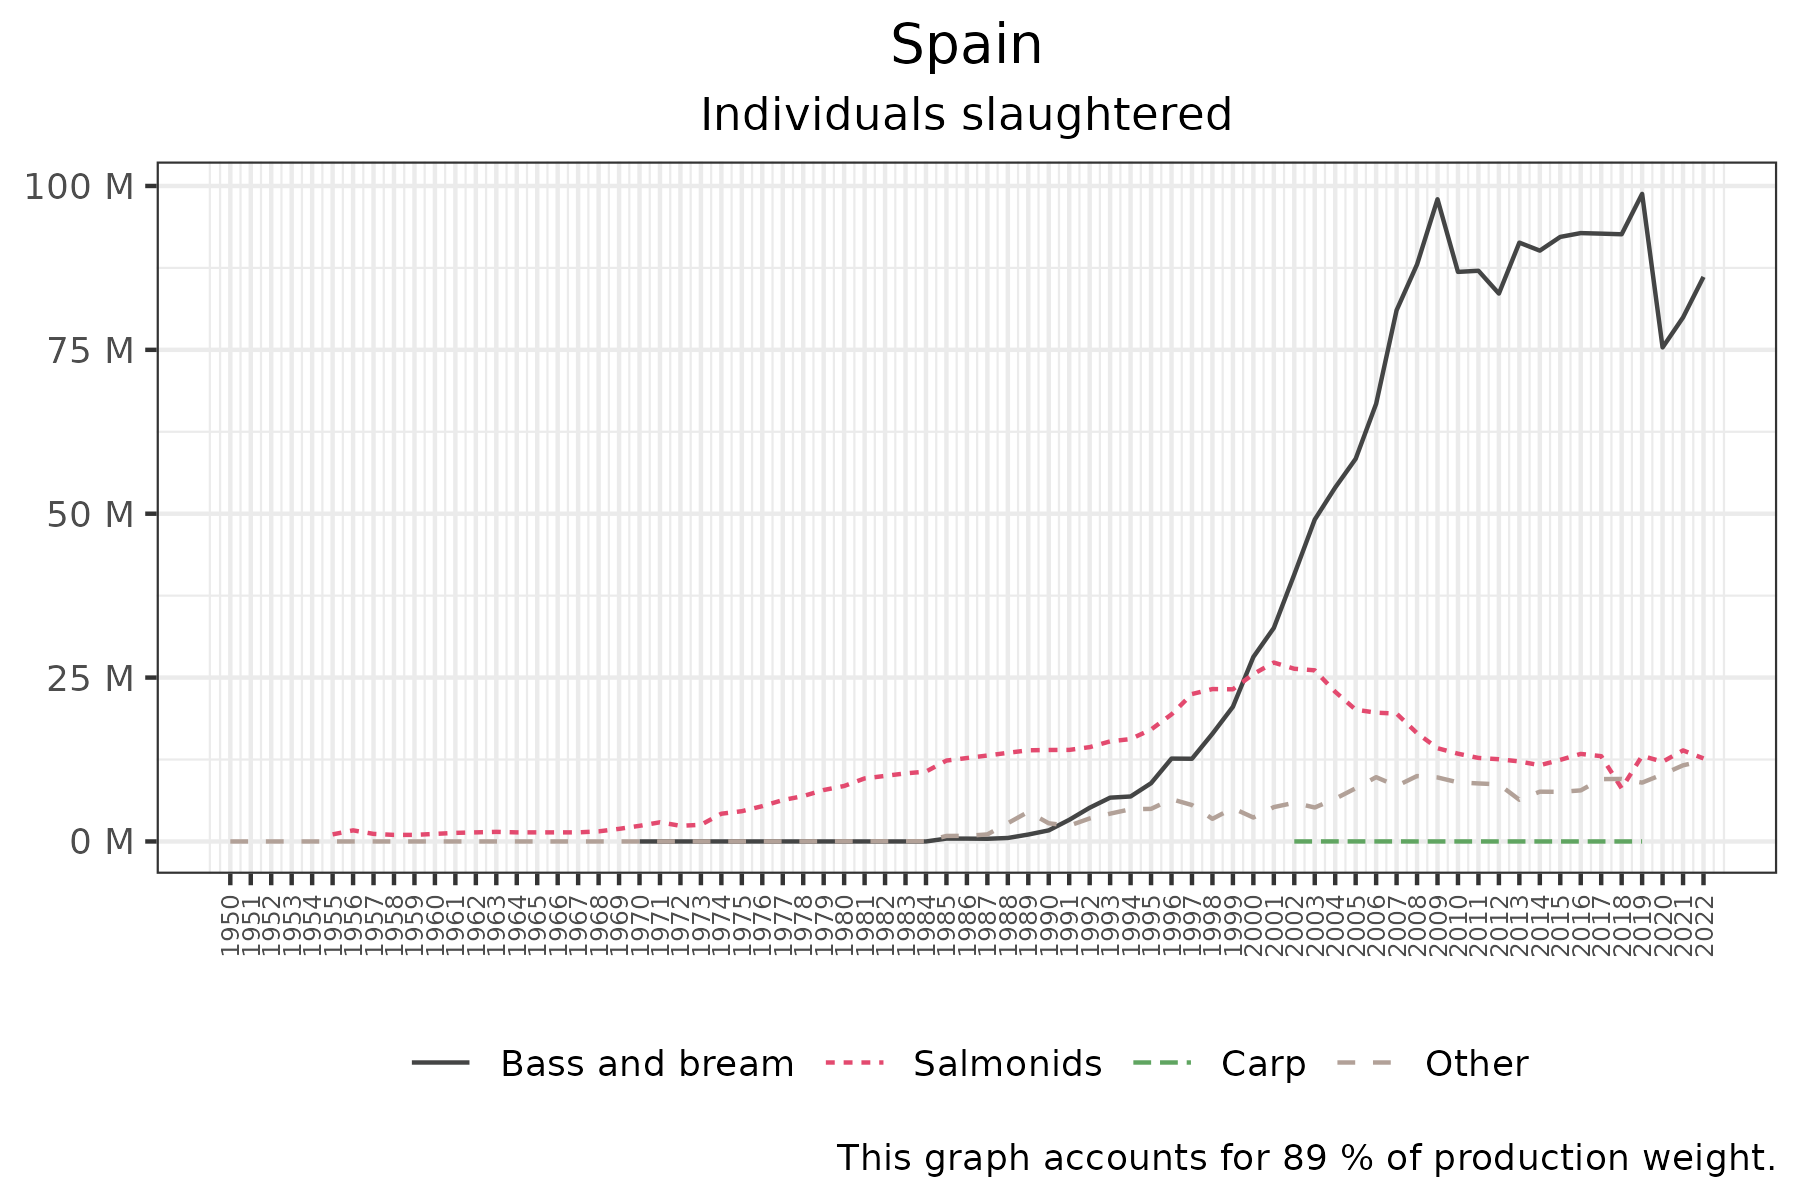 Spain
Individuals slaughtered
100 M
75 M
50 M
25 M
0 M
1950 1951 1952 1953 1954 1955 1956 1957 1958 1959 1960 1961 1962 1963 1964 1965 1966 1967 1968 1969 1970 1971 1972 1973 1974 1975 1976 1977 1978 1979 1980 1981 1982 1983 1984 1985 1986 1987 1988 1989 1990 1991 1992 1993 1994 1995 1996 1997 1998 1999 2000 2001 2002 2003 2004 2005 2006 2007 2008 2009 2010 2011 2012 2013 2014 2015 2016 2017 2018 2019 2020 2021 2022
Bass and bream Salmonids Carp Other
This graph accounts for 89 % of production weight.